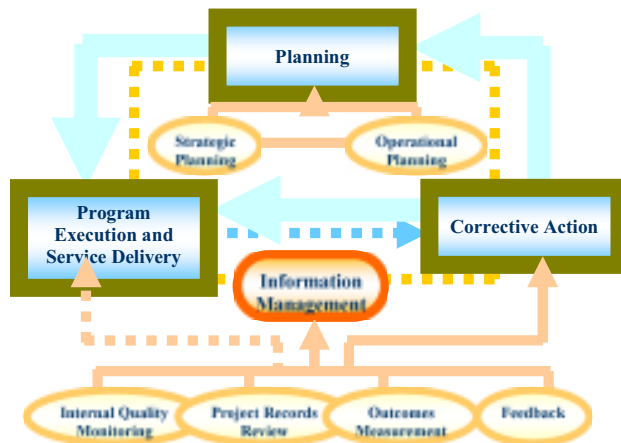 Planning
Strategic
Planning
Operational
Planning
Program
Execution and
Service Delivery
Corrective Action
Information
Management
Internal Quality
Monitoring
Project Records
Review
Outcomes
Measurement
Feedback